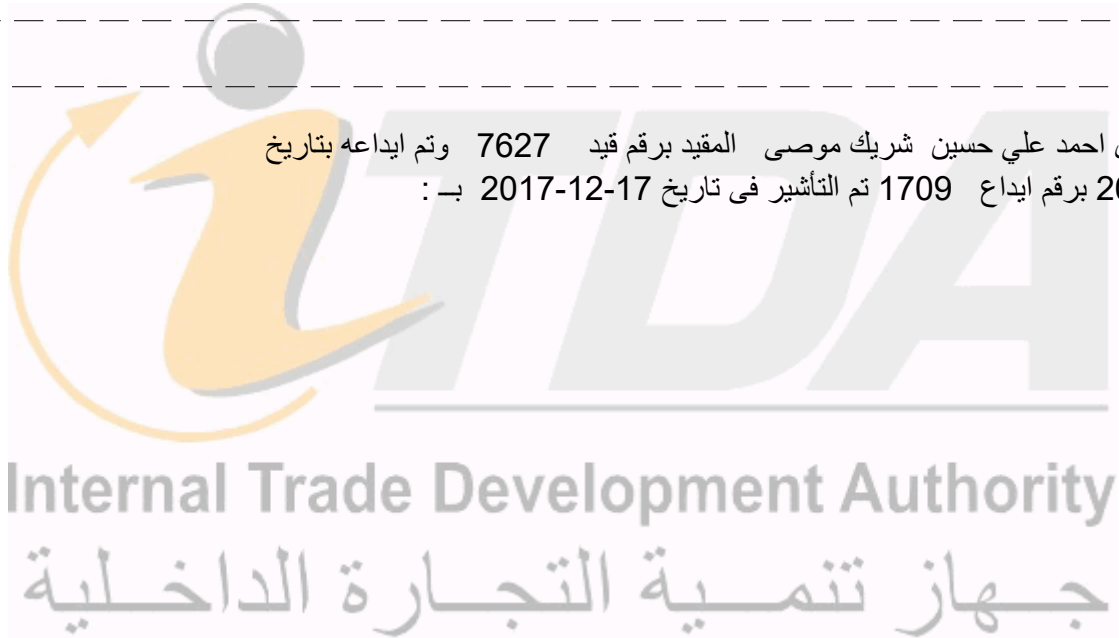 احمد علي حسين شريك موصى المقيد برقم قيد 7627 وتم ايداعه بتاريخ
برقم ايداع 1709 تم التأشير فى تاريخ 17-12-2017 بـ :
iTDA
Internal Trade Development Authority
جهاز تنمية التجارة الداخلية